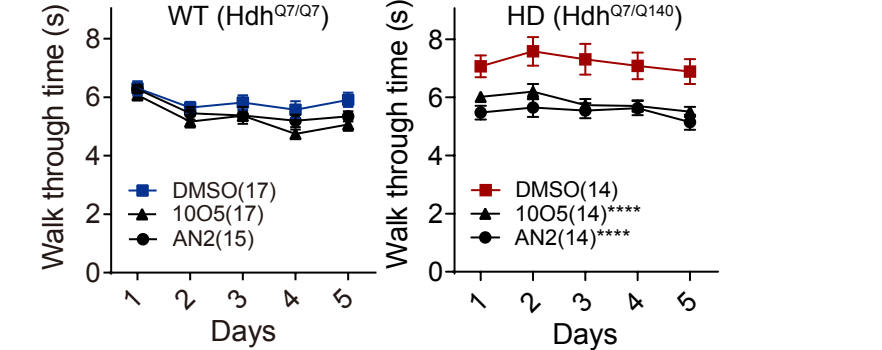 WT (Hdh^Q7/Q7)
Walk through time (s)
8
6
4
2
0
DMSO(17)
10O5(17)
AN2(15)
1 2 3 4 5
Days
HD (Hdh^Q7/Q140)
Walk through time (s)
8
6
4
2
0
DMSO(14)
10O5(14)****
AN2(14)****
1 2 3 4 5
Days